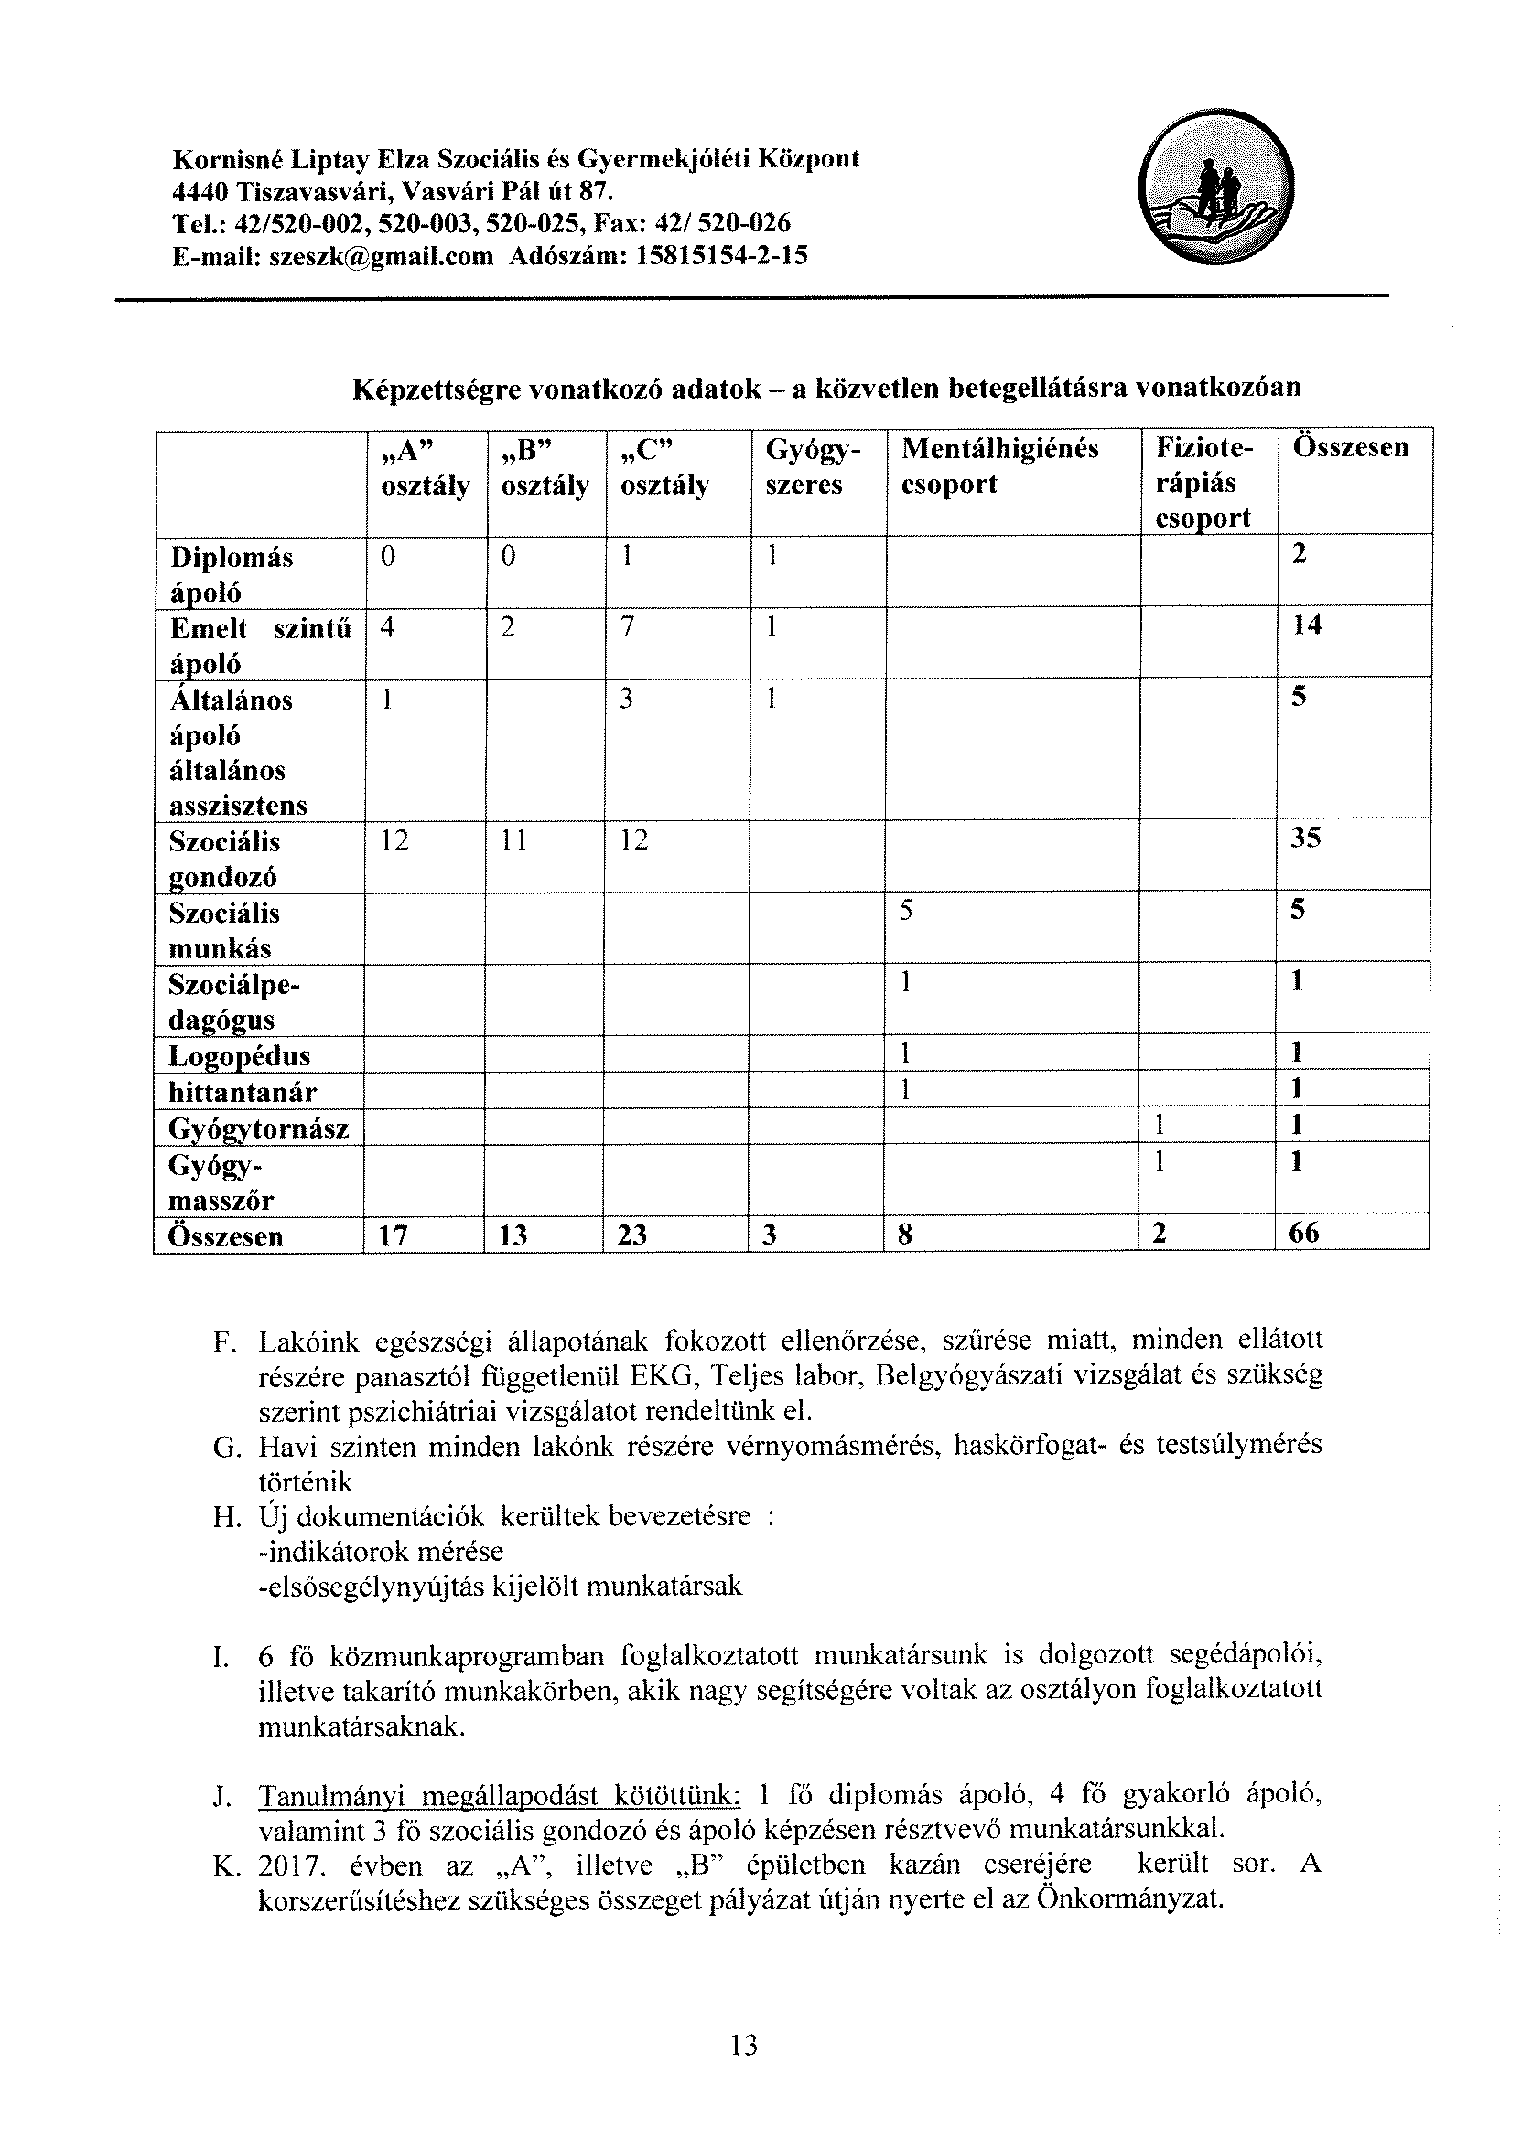 Kornisné Liptay Elza Szociális és Gyermekjóléti Központ
4440 Tiszavasvári, Vasvári Pál út 87.
Tel.: 42/520-002, 520-003, 520-025, Fax: 42/ 520-026
E-mail: szeszk@gmail.com Adószám: 15815154-2-15
Képzettségre vonatkozó adatok – a közvetlen betegellátásra vonatkozóan
„A” osztály „B” osztály „C” osztály Gyógy-szeres Mentálhigiénés csoport Fiziote-rápiás csoport Összesen
Diplomás ápoló 0 0 1 1 2
Emelt szintű ápoló 4 2 7 1 14
Általános ápoló általános asszisztens 1 3 1 5
Szociális gondozó 12 11 12 35
Szociális munkás 5 5
Szociálpe-dagógus 1 1
Logopédus 1 1
hittantanár 1 1
Gyógytornász 1 1
Gyógy-masszőr 1 1
Összesen 17 13 23 3 8 2 66
F. Lakóink egészségi állapotának fokozott ellenőrzése, szűrése miatt, minden ellátott
részére panasztól függetlenül EKG, Teljes labor, Belgyógyászati vizsgálat és szükség
szerint pszichiátriai vizsgálatot rendeltünk el.
G. Havi szinten minden lakónk részére vérnyomásmérés, haskörfogat- és testsúlymérés
történik
H. Új dokumentációk kerültek bevezetésre :
-indikátorok mérése
-elsősegélynyújtás kijelölt munkatársak
I. 6 fő közmunkaprogramban foglalkoztatott munkatársunk is dolgozott segédápolói,
illetve takarító munkakörben, akik nagy segítségére voltak az osztályon foglalkoztatott
munkatársaknak.
J. Tanulmányi megállapodást kötöttünk: 1 fő diplomás ápoló, 4 fő gyakorló ápoló,
valamint 3 fő szociális gondozó és ápoló képzésen résztvevő munkatársunkkal.
K. 2017. évben az „A”, illetve „B” épületben kazán cseréjére került sor. A
korszerűsítéshez szükséges összeget pályázat útján nyerte el az Önkormányzat.
13